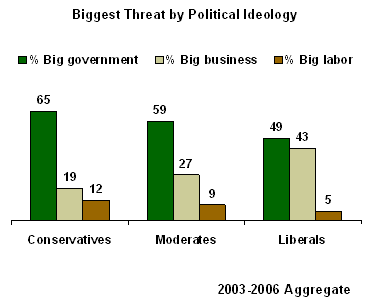 Biggest Threat by Political Ideology
% Big government % Big business % Big labor
65 19 12 59 27 9 49 43 5
Conservatives Moderates Liberals
2003-2006 Aggregate